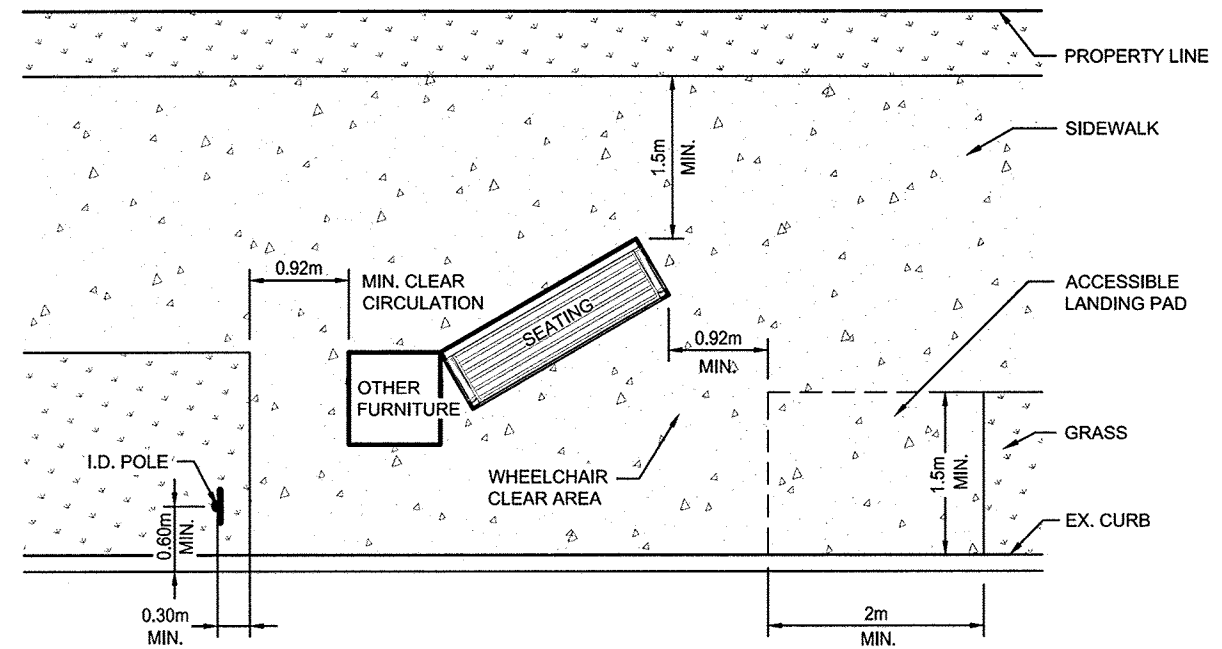 PROPERTY LINE
SIDEWALK
1.5m
MIN.
0.92m
MIN. CLEAR
CIRCULATION
ACCESSIBLE
LANDING PAD
SEATING
0.92m
MIN.
OTHER
FURNITURE
GRASS
I.D. POLE
WHEELCHAIR
CLEAR AREA
1.5m
MIN.
0.60m
MIN.
EX. CURB
0.30m
MIN.
2m
MIN.